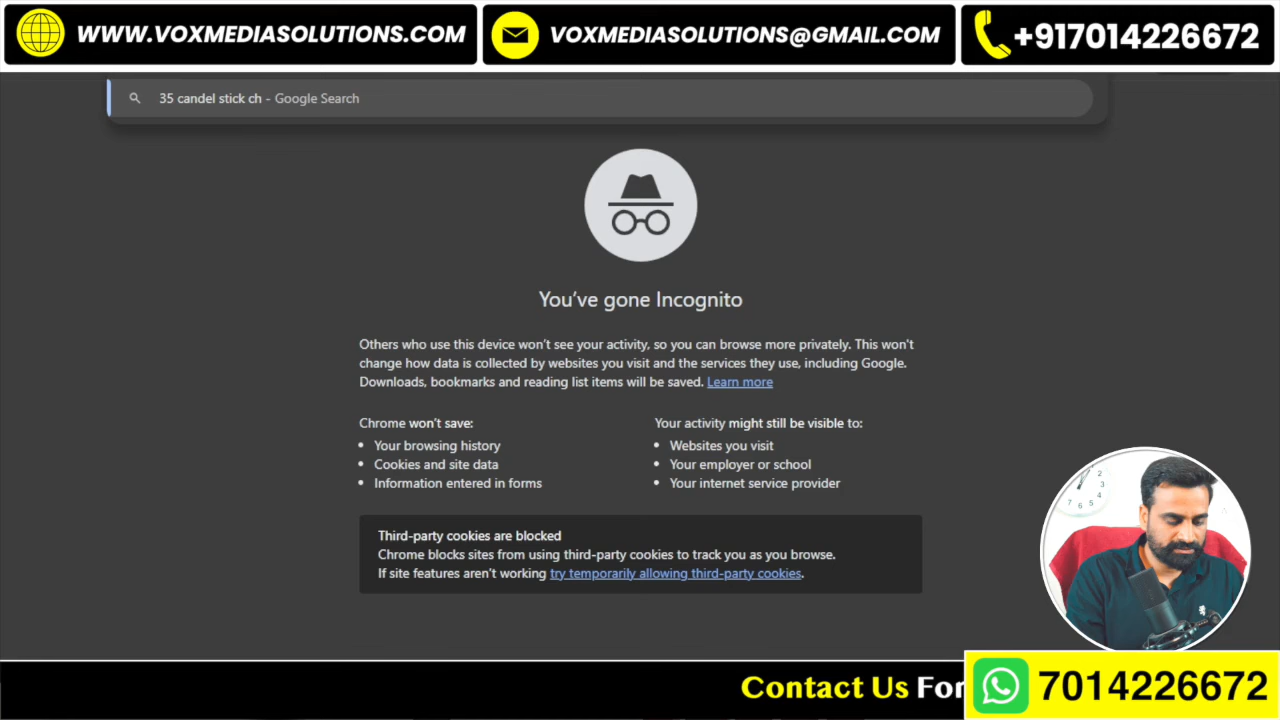 WWW.VOXMEDIASOLUTIONS.COM
VOXMEDIASOLUTIONS@GMAIL.COM
+917014226672
35 candel stick ch - Google Search
You've gone Incognito
Others who use this device won't see your activity, so you can browse more privately. This won't
change how data is collected by websites you visit and the services they use, including Google.
Downloads, bookmarks and reading list items will be saved. Learn more
Chrome won't save:
Your browsing history
Cookies and site data
Information entered in forms
Your activity might still be visible to:
Websites you visit
Your employer or school
Your internet service provider
Third-party cookies are blocked
Chrome blocks sites from using third-party cookies to track you as you browse.
If site features aren't working try temporarily allowing third-party cookies.
2
3
4
5
6
7
Contact Us For
7014226672